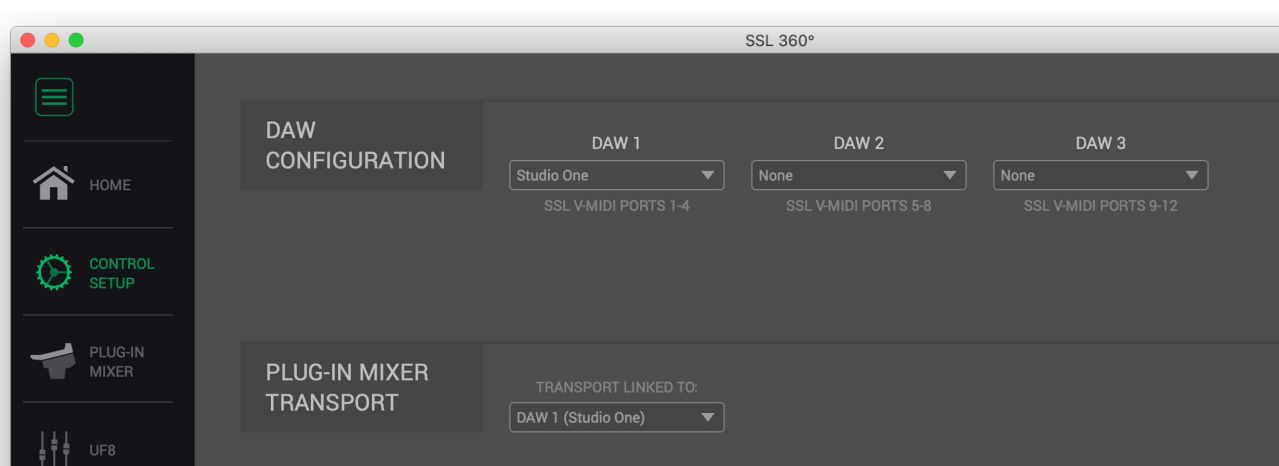 SSL 360°
HOME
CONTROL
SETUP
PLUG-IN
MIXER
UF8
DAW
CONFIGURATION
DAW 1
DAW 2
DAW 3
Studio One
None
None
SSL V-MIDI PORTS 1-4
SSL V-MIDI PORTS 5-8
SSL V-MIDI PORTS 9-12
PLUG-IN MIXER
TRANSPORT
TRANSPORT LINKED TO:
DAW 1 (Studio One)